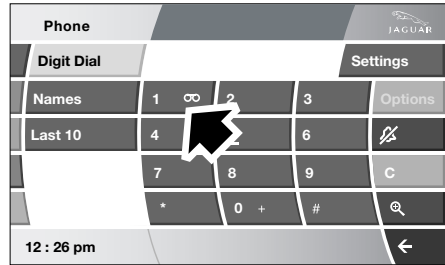 Phone JAGUAR
Digit Dial Settings
Names 1 2 3 Options
Last 10 4 6
7 8 9 C
* 0 + #
12 : 26 pm